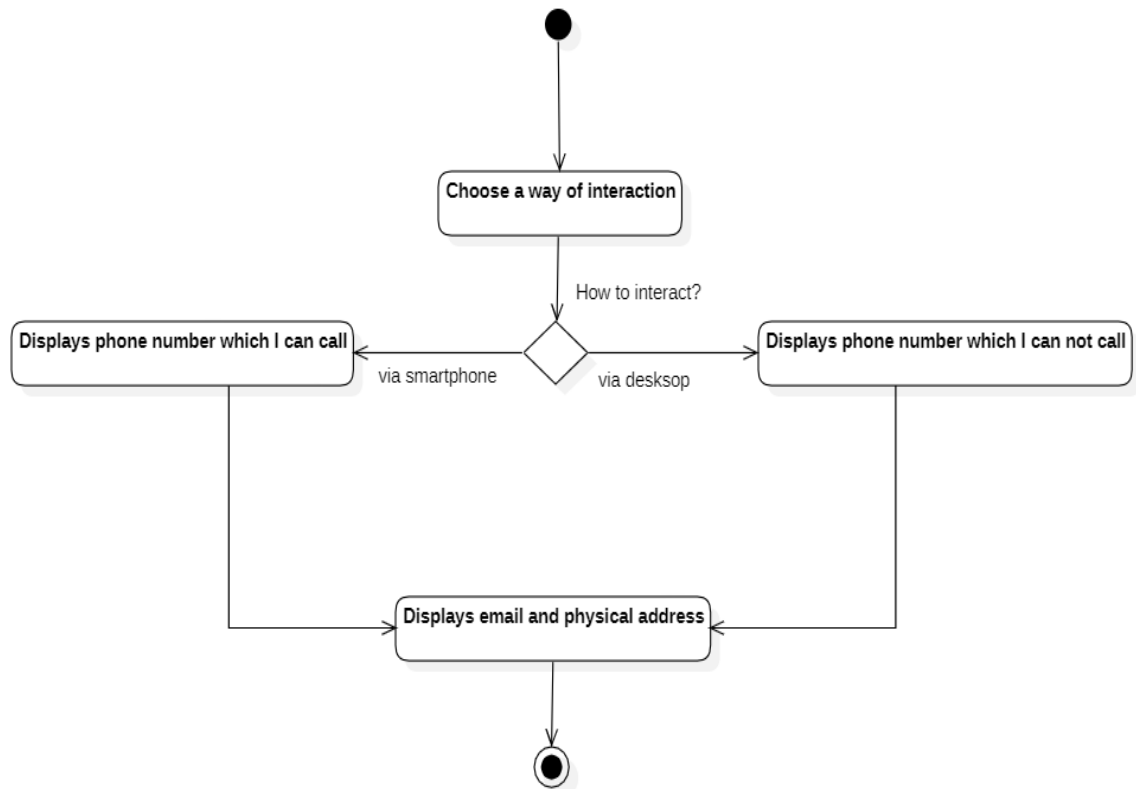 Choose a way of interaction
How to interact?
Displays phone number which I can call
via smartphone
via desksop
Displays phone number which I can not call
Displays email and physical address